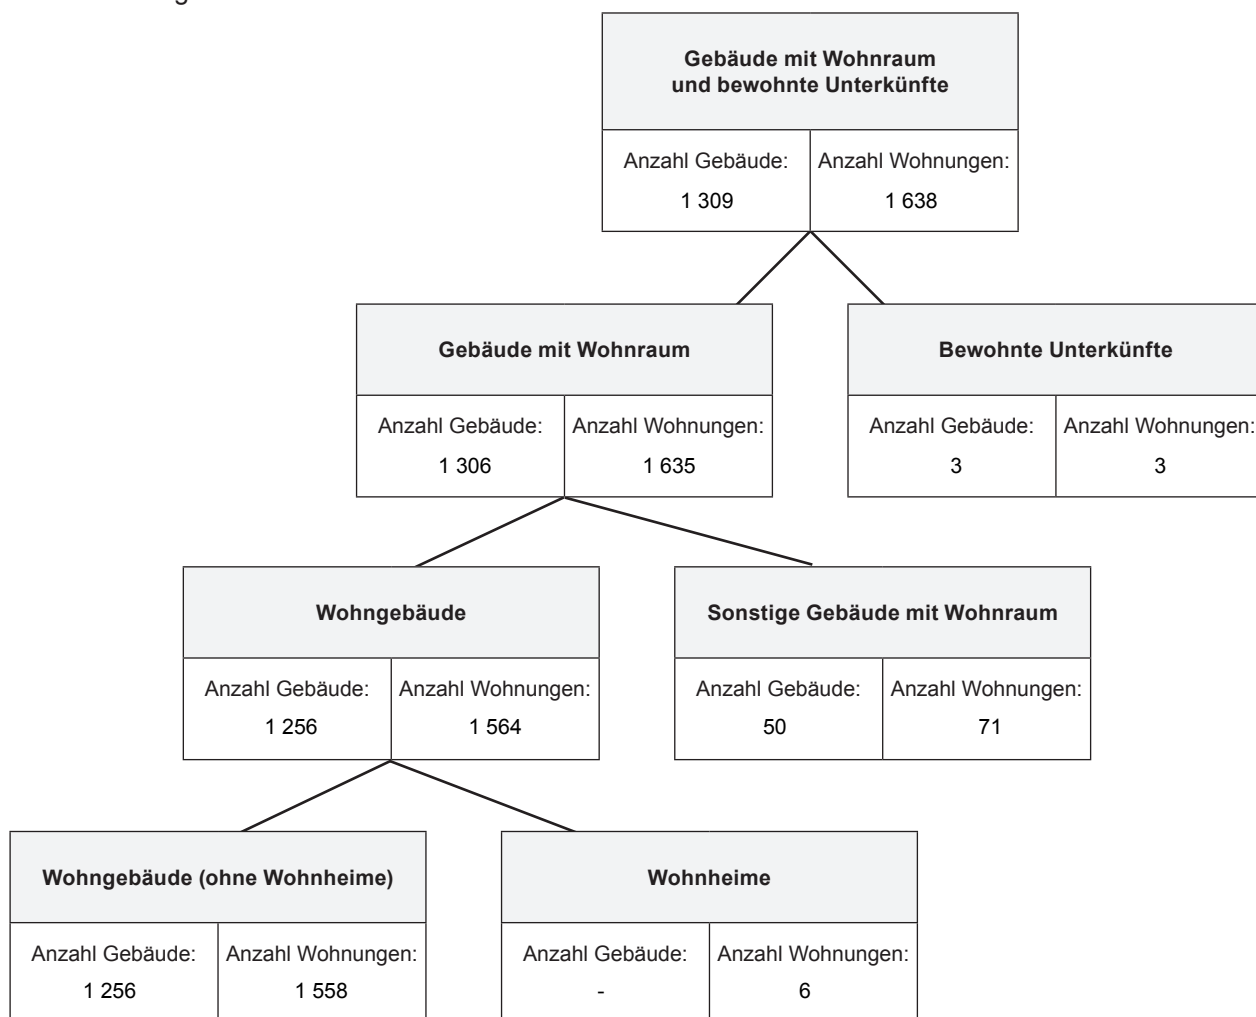 Gebäude mit Wohnraum
und bewohnte Unterkünfte
Anzahl Gebäude: Anzahl Wohnungen:
1 309 1 638
Gebäude mit Wohnraum Bewohnte Unterkünfte
Anzahl Gebäude: Anzahl Wohnungen: Anzahl Gebäude: Anzahl Wohnungen:
1 306 1 635 3 3
Wohngebäude Sonstige Gebäude mit Wohnraum
Anzahl Gebäude: Anzahl Wohnungen: Anzahl Gebäude: Anzahl Wohnungen:
1 256 1 564 50 71
Wohngebäude (ohne Wohnheime) Wohnheime
Anzahl Gebäude: Anzahl Wohnungen: Anzahl Gebäude: Anzahl Wohnungen:
1 256 1 558 - 6